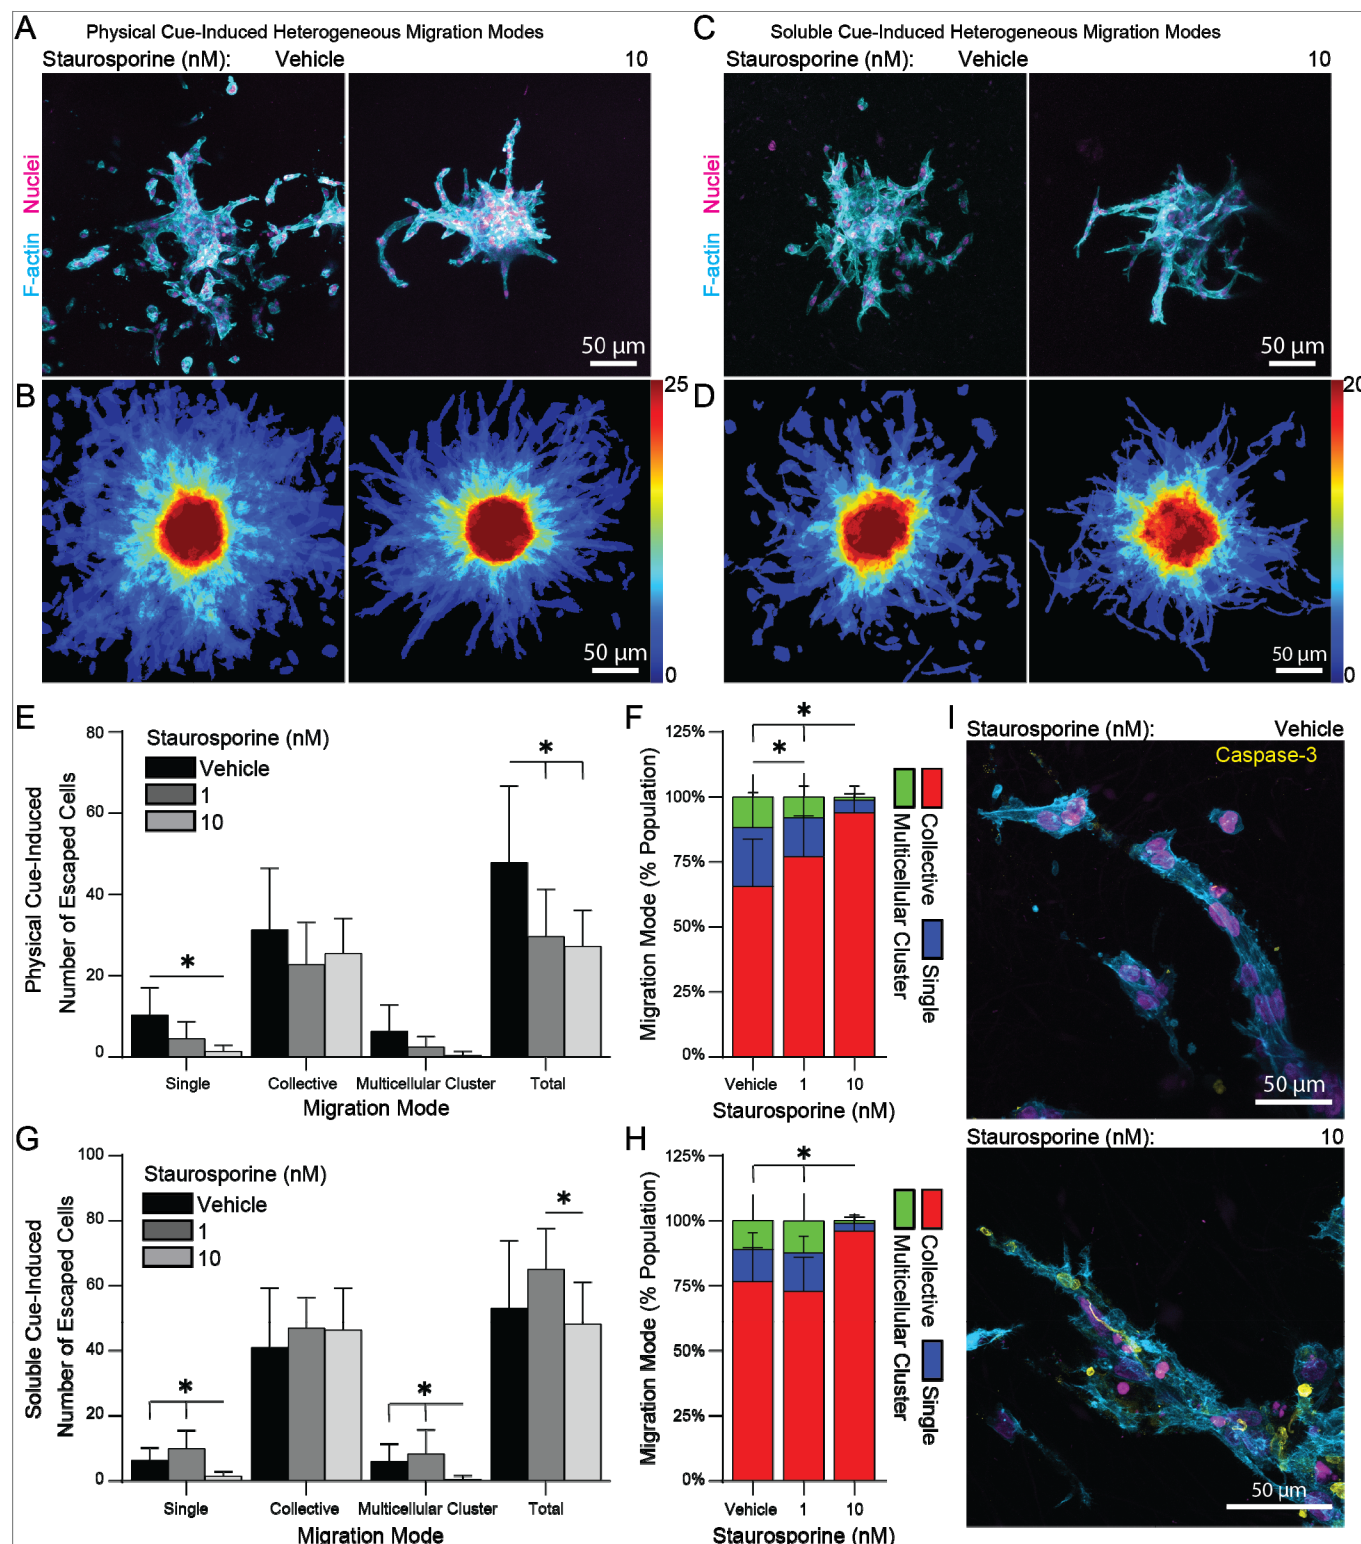 A
Physical Cue-Induced Heterogeneous Migration Modes
Staurosporine (nM): Vehicle 10
F-actin Nuclei
50 µm
B
25
0
50 µm
C
Soluble Cue-Induced Heterogeneous Migration Modes
Staurosporine (nM): Vehicle 10
F-actin Nuclei
50 µm
D
20
0
50 µm
E
Physical Cue-Induced
Number of Escaped Cells
80
60
40
20
0
Staurosporine (nM)
Vehicle
1
10
*
*
Single Collective Multicellular Cluster Total
Migration Mode
F
Migration Mode (% Population)
125%
100%
75%
50%
25%
0%
*
*
Vehicle 1 10
Staurosporine (nM)
Collective Single
Multicellular Cluster
G
Soluble Cue-Induced
Number of Escaped Cells
100
80
60
40
20
0
Staurosporine (nM)
Vehicle
1
10
*
*
*
Single Collective Multicellular Cluster Total
Migration Mode
H
Migration Mode (% Population)
125%
100%
75%
50%
25%
0%
*
Vehicle 1 10
Staurosporine (nM)
Collective Single
Multicellular Cluster
I
Staurosporine (nM): Vehicle
Caspase-3
50 µm
Staurosporine (nM): 10
50 µm